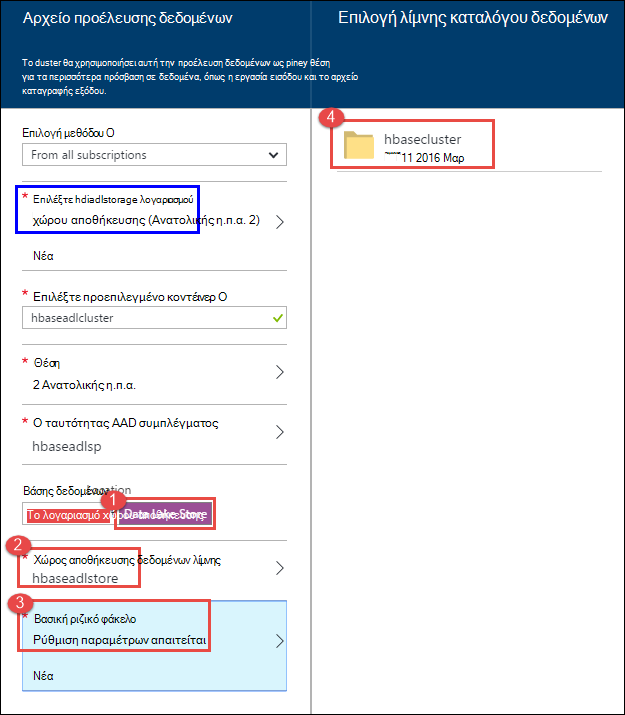 Αρχείο προέλευσης δεδομένων
Το duster θα χρησιμοποιήσει αυτή την προέλευση δεδομένων ως piney θέση
για τα περισσότερα πρόσβαση σε δεδομένα, όπως η εργασία εισόδου και το αρχείο
καταγραφής εξόδου.
Επιλογή μεθόδου Ο
From all subscriptions
* Επιλέξτε hdiadlstorage λογαριασμού
χώρου αποθήκευσης (Ανατολικής η.π.α. 2)
Νέα
* Επιλέξτε προεπιλεγμένο κοντέινερ Ο
hbaseadlcluster
* Θέση
2 Ανατολικής η.π.α.
* Ο ταυτότητας AAD συμπλέγματος
hbaseadlsp
Βάσης δεδομένων Location
1
Το λογαριασμό χώρου αποθήκευσης
Data Lake Store
2
* Χώρος αποθήκευσης δεδομένων λίμνης
hbaseadlstore
3
* Βασική ριζικό φάκελο
Ρύθμιση παραμέτρων απαιτείται
Νέα
Επιλογή λίμνης καταλόγου δεδομένων
4
hbasecluster
11 2016 Μαρ